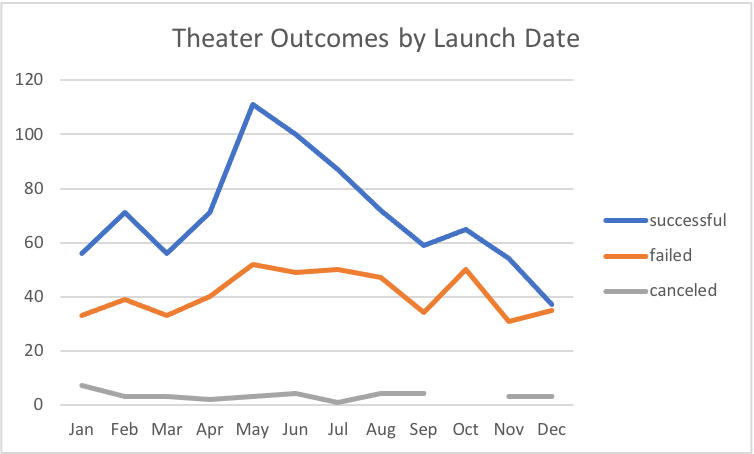 Theater Outcomes by Launch Date
120
100
80
60
40
20
0
Jan Feb Mar Apr May Jun Jul Aug Sep Oct Nov Dec
successful
failed
canceled